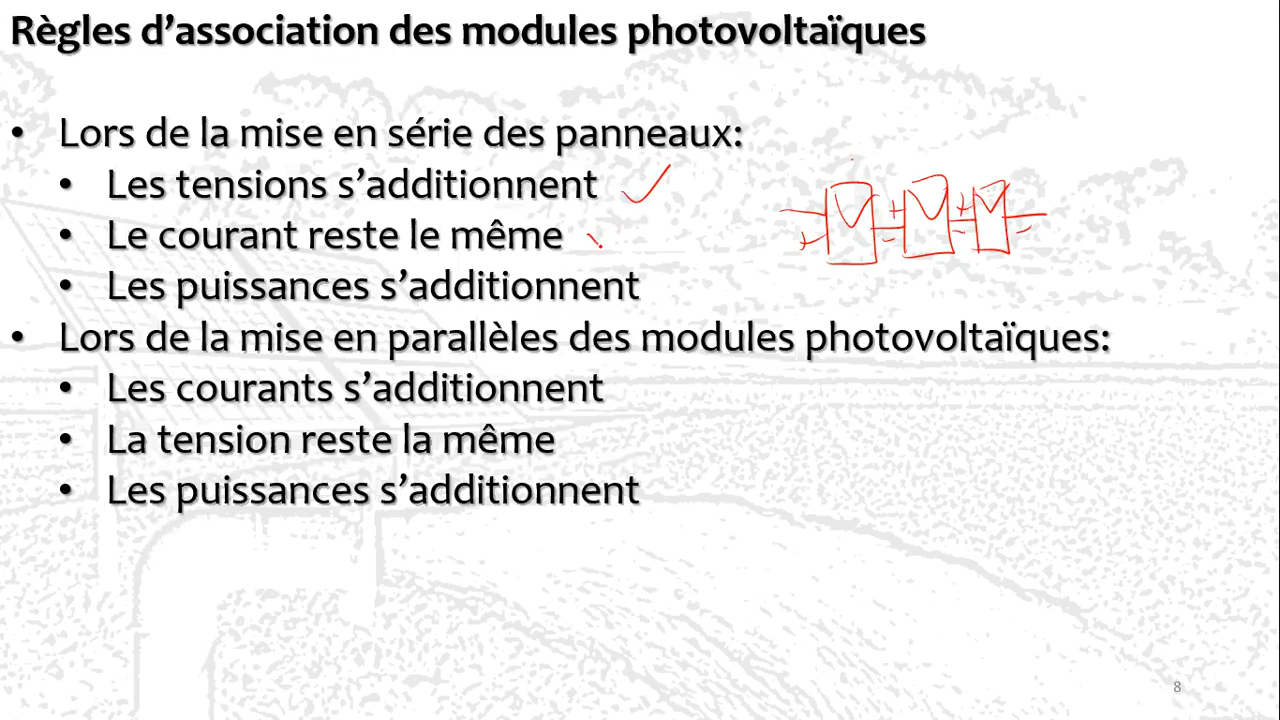 Règles d’association des modules photovoltaïques
• Lors de la mise en série des panneaux:
• Les tensions s’additionnent
• Le courant reste le même
• Les puissances s’additionnent
• Lors de la mise en parallèles des modules photovoltaïques:
• Les courants s’additionnent
• La tension reste la même
• Les puissances s’additionnent
8